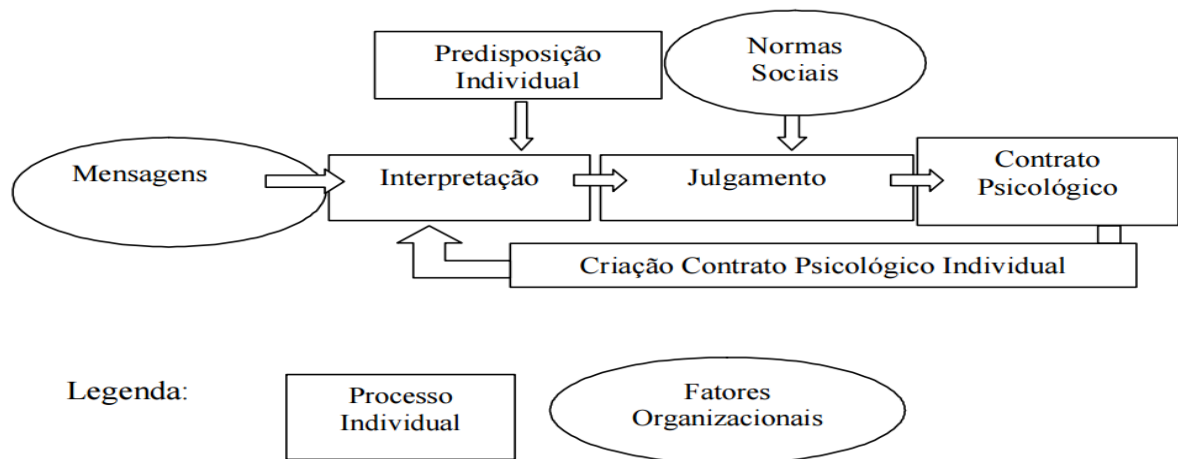 Predisposição
Individual
Normas
Sociais
Mensagens
Interpretação
Julgamento
Contrato
Psicológico
Criação Contrato Psicológico Individual
Legenda:
Processo
Individual
Fatores
Organizacionais